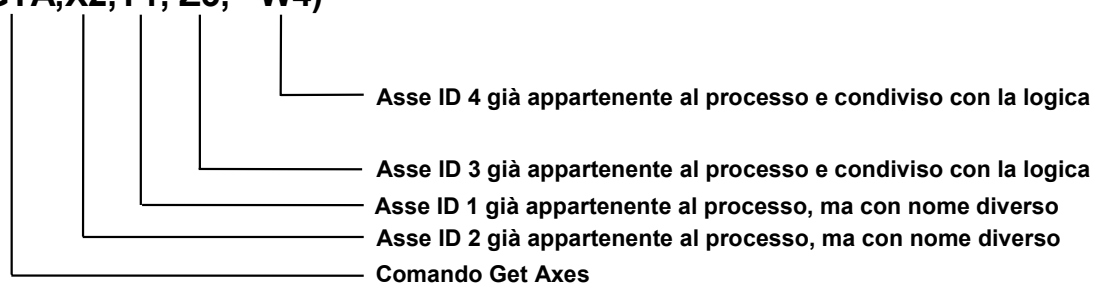 Z3, W4)
Asse ID 4 già appartenente al processo e condiviso con la logica
Asse ID 3 già appartenente al processo e condiviso con la logica
Asse ID 1 già appartenente al processo, ma con nome diverso
Asse ID 2 già appartenente al processo, ma con nome diverso
Comando Get Axes